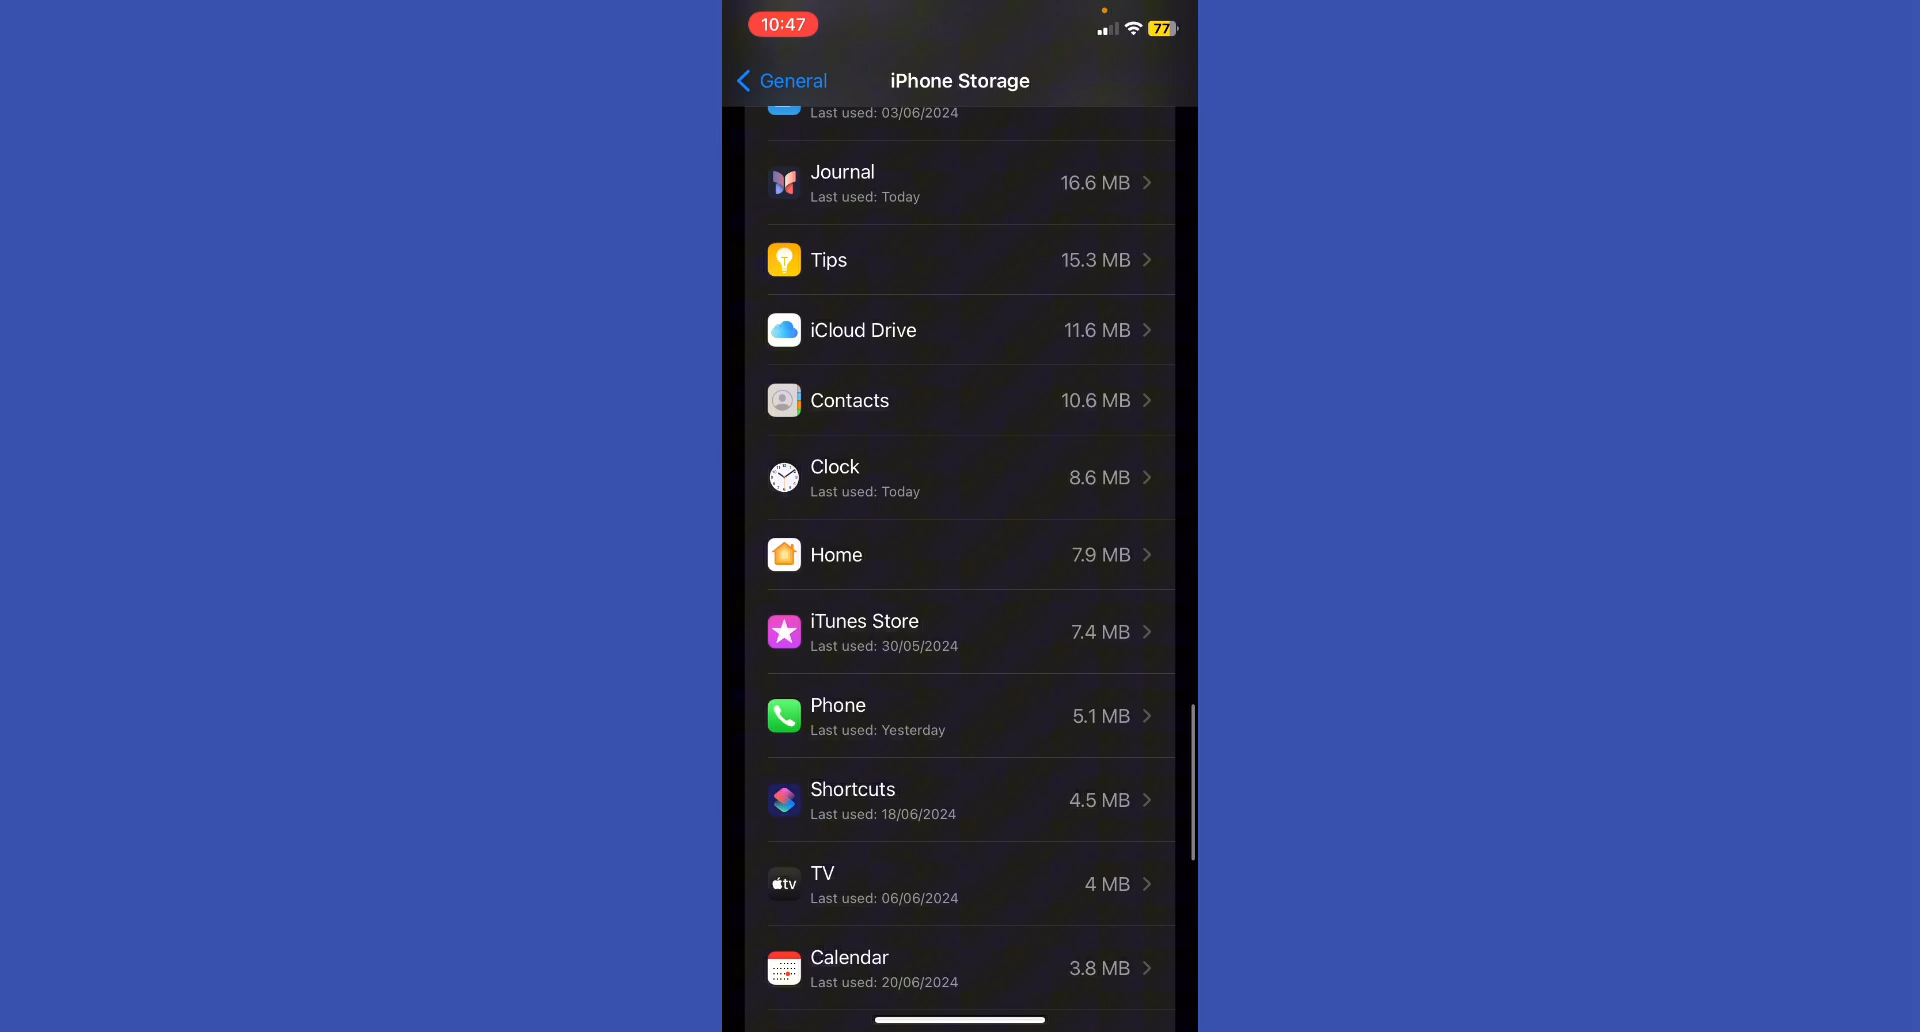 10:47
77
General
iPhone Storage
Last used: 03/06/2024
Journal
16.6 MB
Last used: Today
Tips
15.3 MB
iCloud Drive
11.6 MB
Contacts
10.6 MB
Clock
8.6 MB
Last used: Today
Home
7.9 MB
iTunes Store
7.4 MB
Last used: 30/05/2024
Phone
5.1 MB
Last used: Yesterday
Shortcuts
4.5 MB
Last used: 18/06/2024
TV
tv
4 MB
Last used: 06/06/2024
Calendar
3.8 MB
Last used: 20/06/2024